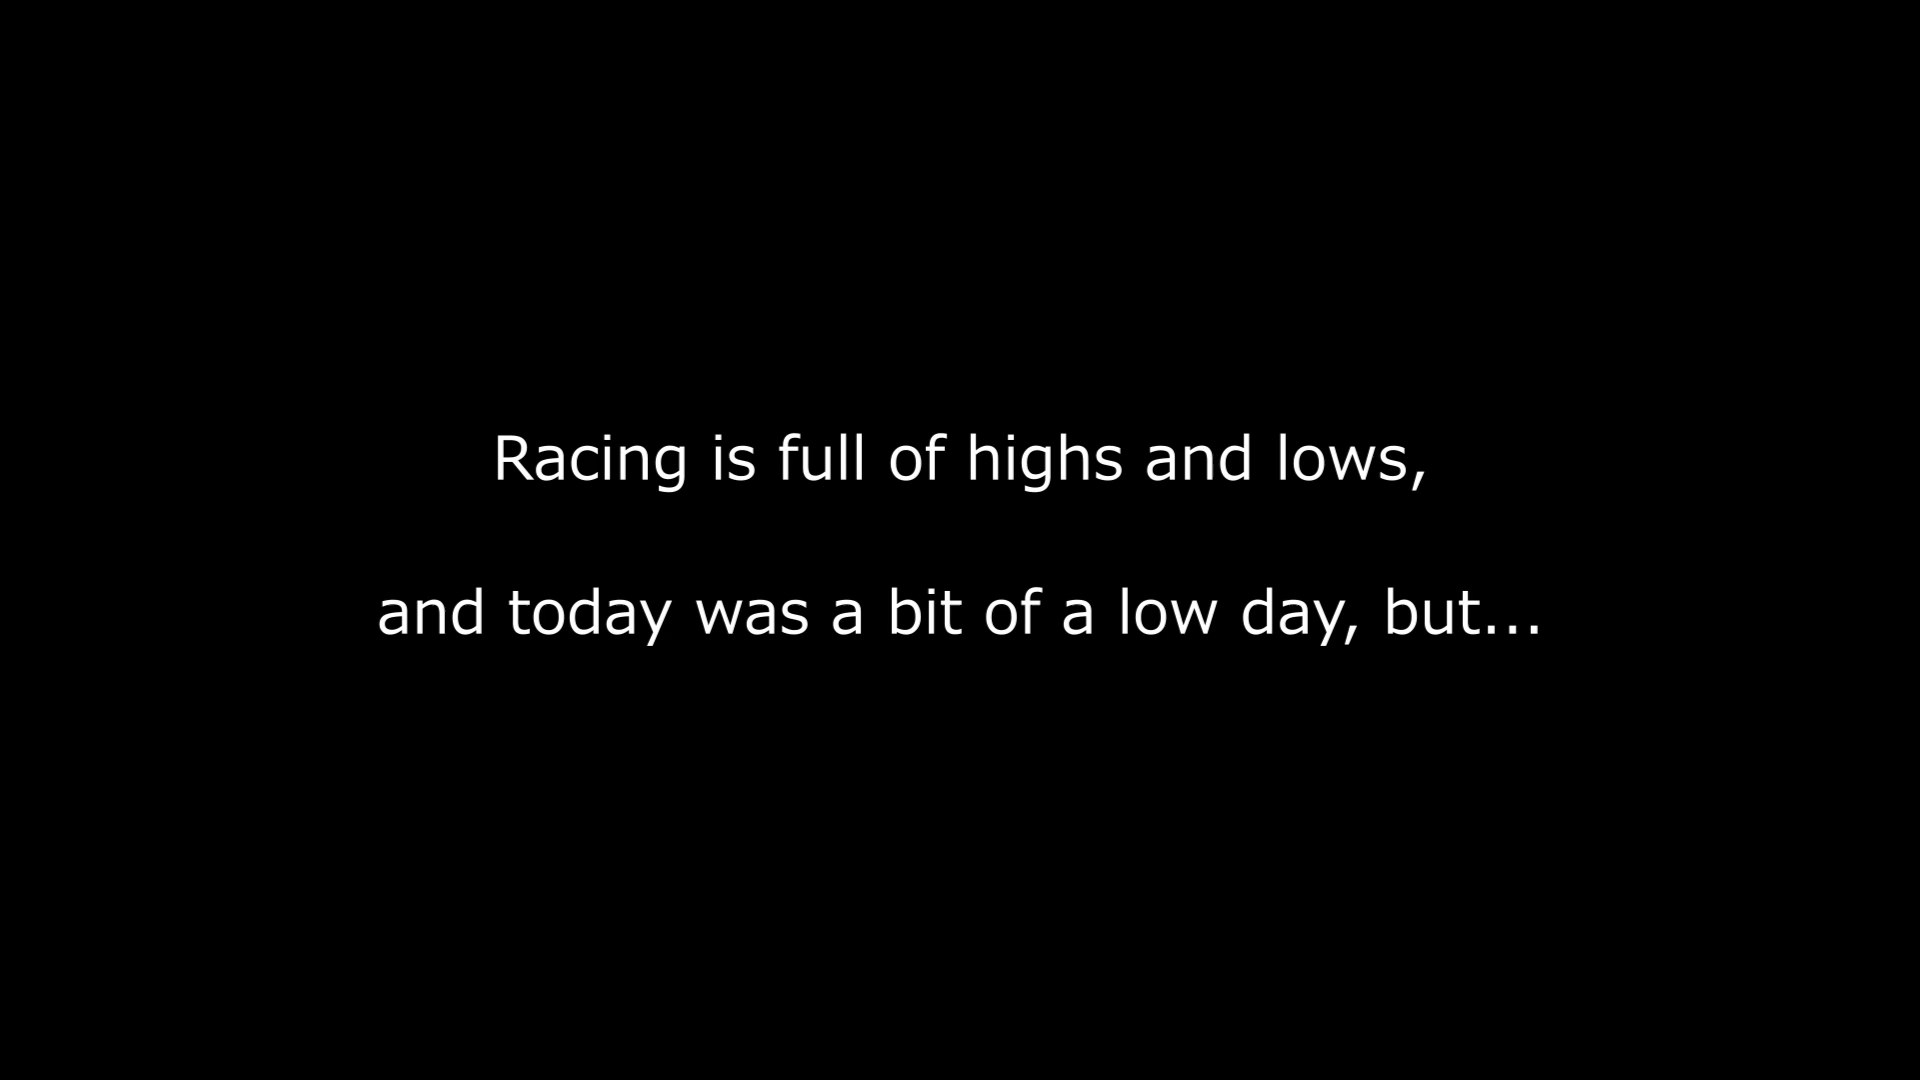 Racing is full of highs and lows,
and today was a bit of a low day, but...